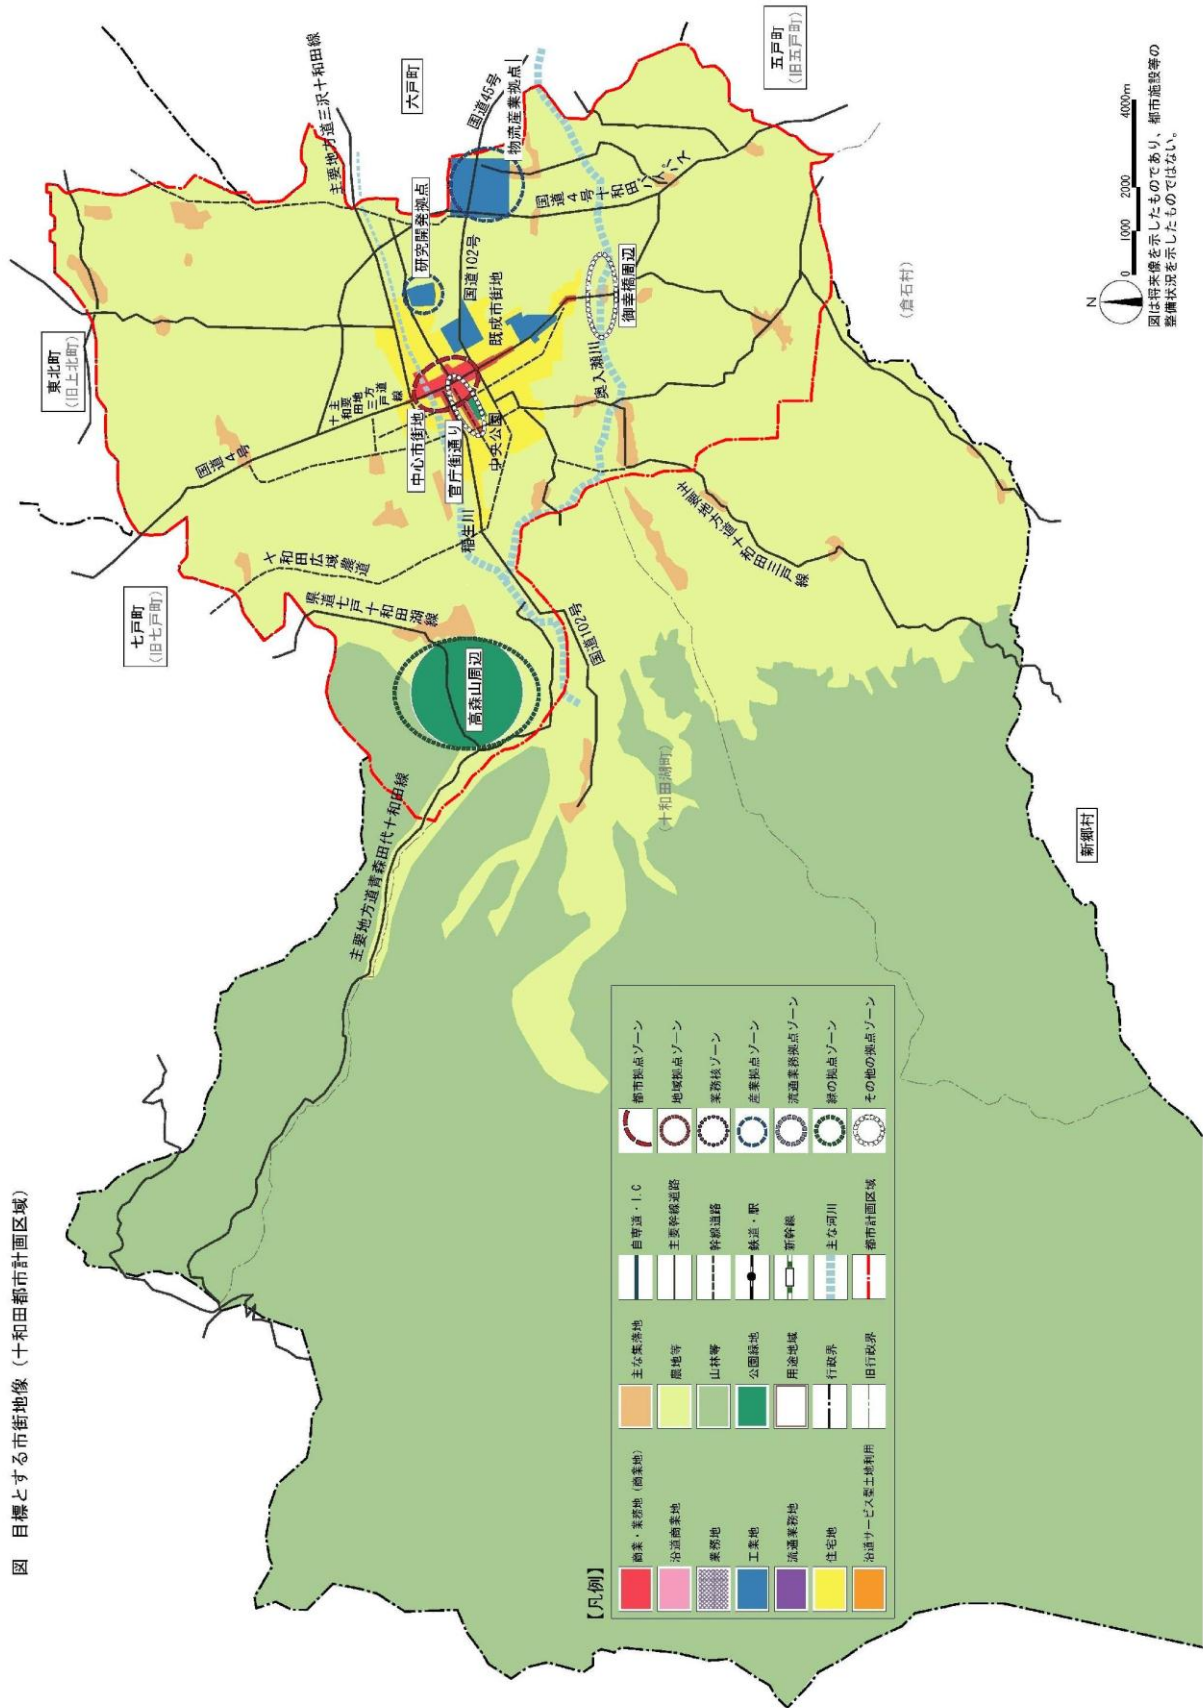 図　目標とする市街地像（十和田都市計画区域）
七戸町
（旧七戸町）
東北町
（旧上北町）
六戸町
五戸町
（旧五戸町）
（倉石村）
新郷村
（十和田湖町）
主要地方道青森田代十和田線
県道七戸十和田湖線
十和田広域農道
国道4号
主要地方道
十和田三戸線
主要地方道三沢十和田線
国道45号
物流産業拠点
研究開発拠点
国道102号
国道4号十和田バイパス
既成市街地
中心市街地
官庁街通り
中央公園
稲生川
御幸橋周辺
奥入瀬川
高森山周辺
国道102号
主要地方道十和田三戸線
N
0 1000 2000 4000m
図は将来像を示したものであり、都市施設等の
整備状況を示したものではない。
【凡例】
商業・業務地（商業地）
沿道商業地
業務地
工業地
流通業務地
住宅地
沿道サービス型土地利用
主な集落地
農地等
山林等
公園緑地
用途地域
行政界
旧行政界
自専道・I.C
主要幹線道路
幹線道路
鉄道・駅
新幹線
主な河川
都市計画区域
都市拠点ゾーン
地域拠点ゾーン
業務核ゾーン
産業拠点ゾーン
流通業務拠点ゾーン
緑の拠点ゾーン
その他の拠点ゾーン